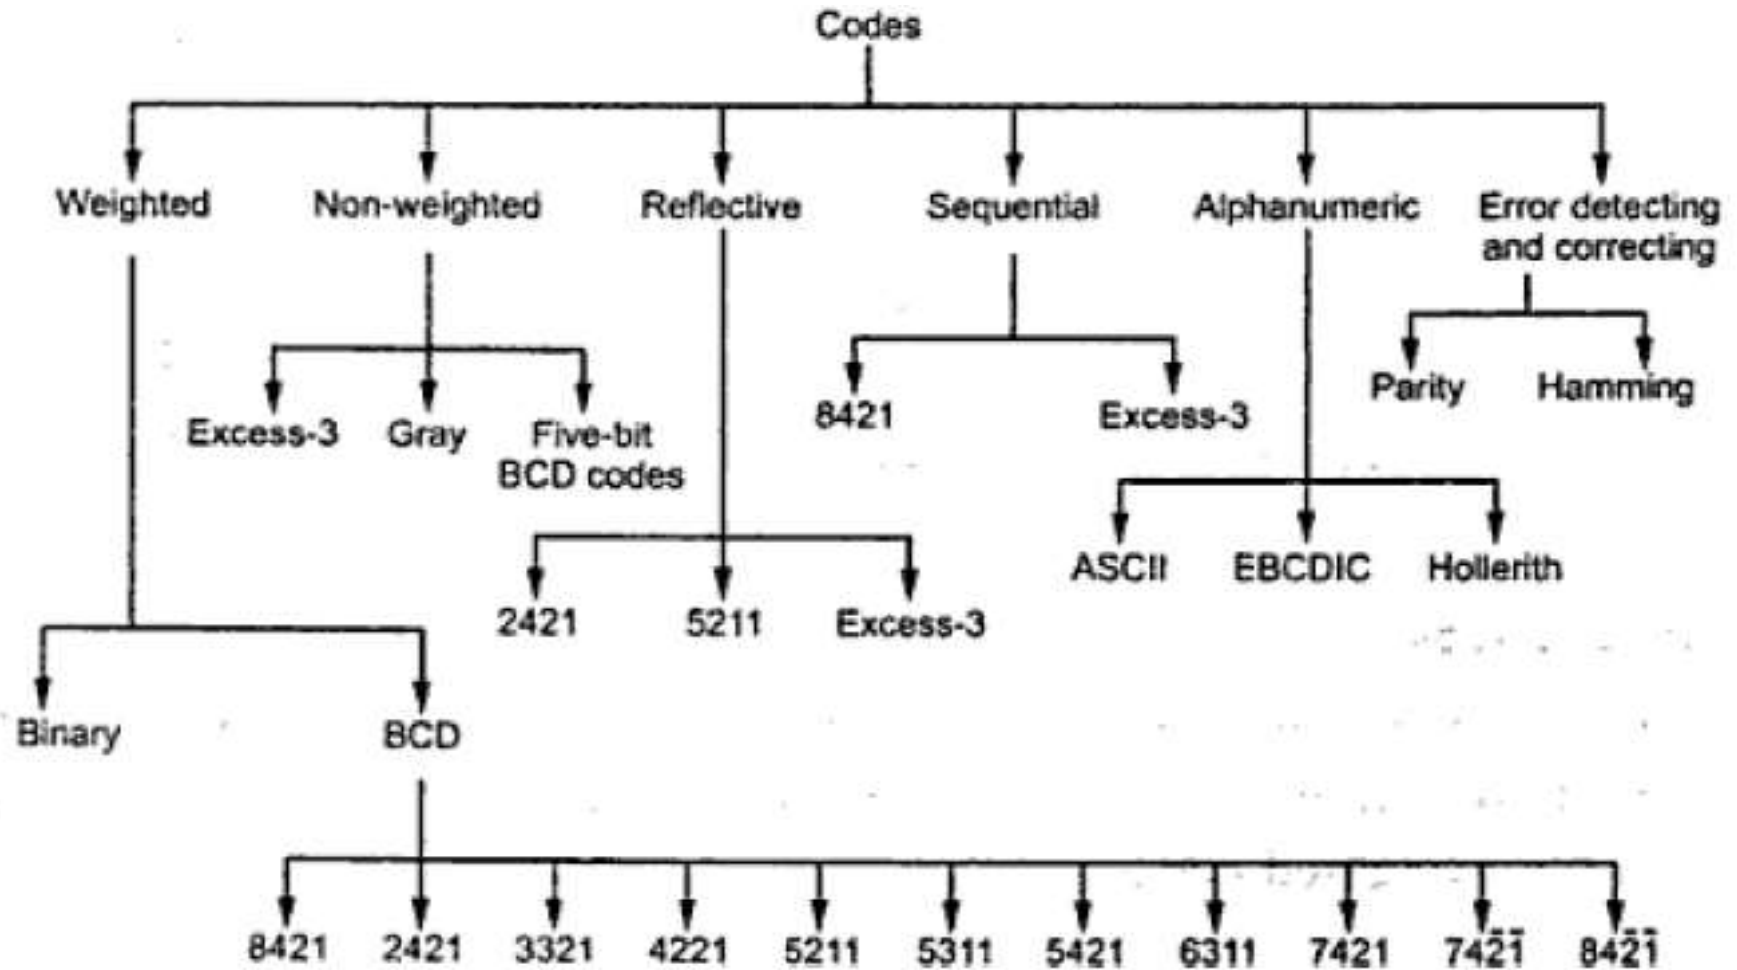 Codes
Weighted Non-weighted Reflective Sequential Alphanumeric Error detecting
and correcting
Parity Hamming
8421 Excess-3
Excess-3 Gray Five-bit
BCD codes
ASCII EBCDIC Hollerith
2421 5211 Excess-3
Binary BCD
8421 2421 3321 4221 5211 5311 5421 6311 7421 742̅1̅ 842̅1̅